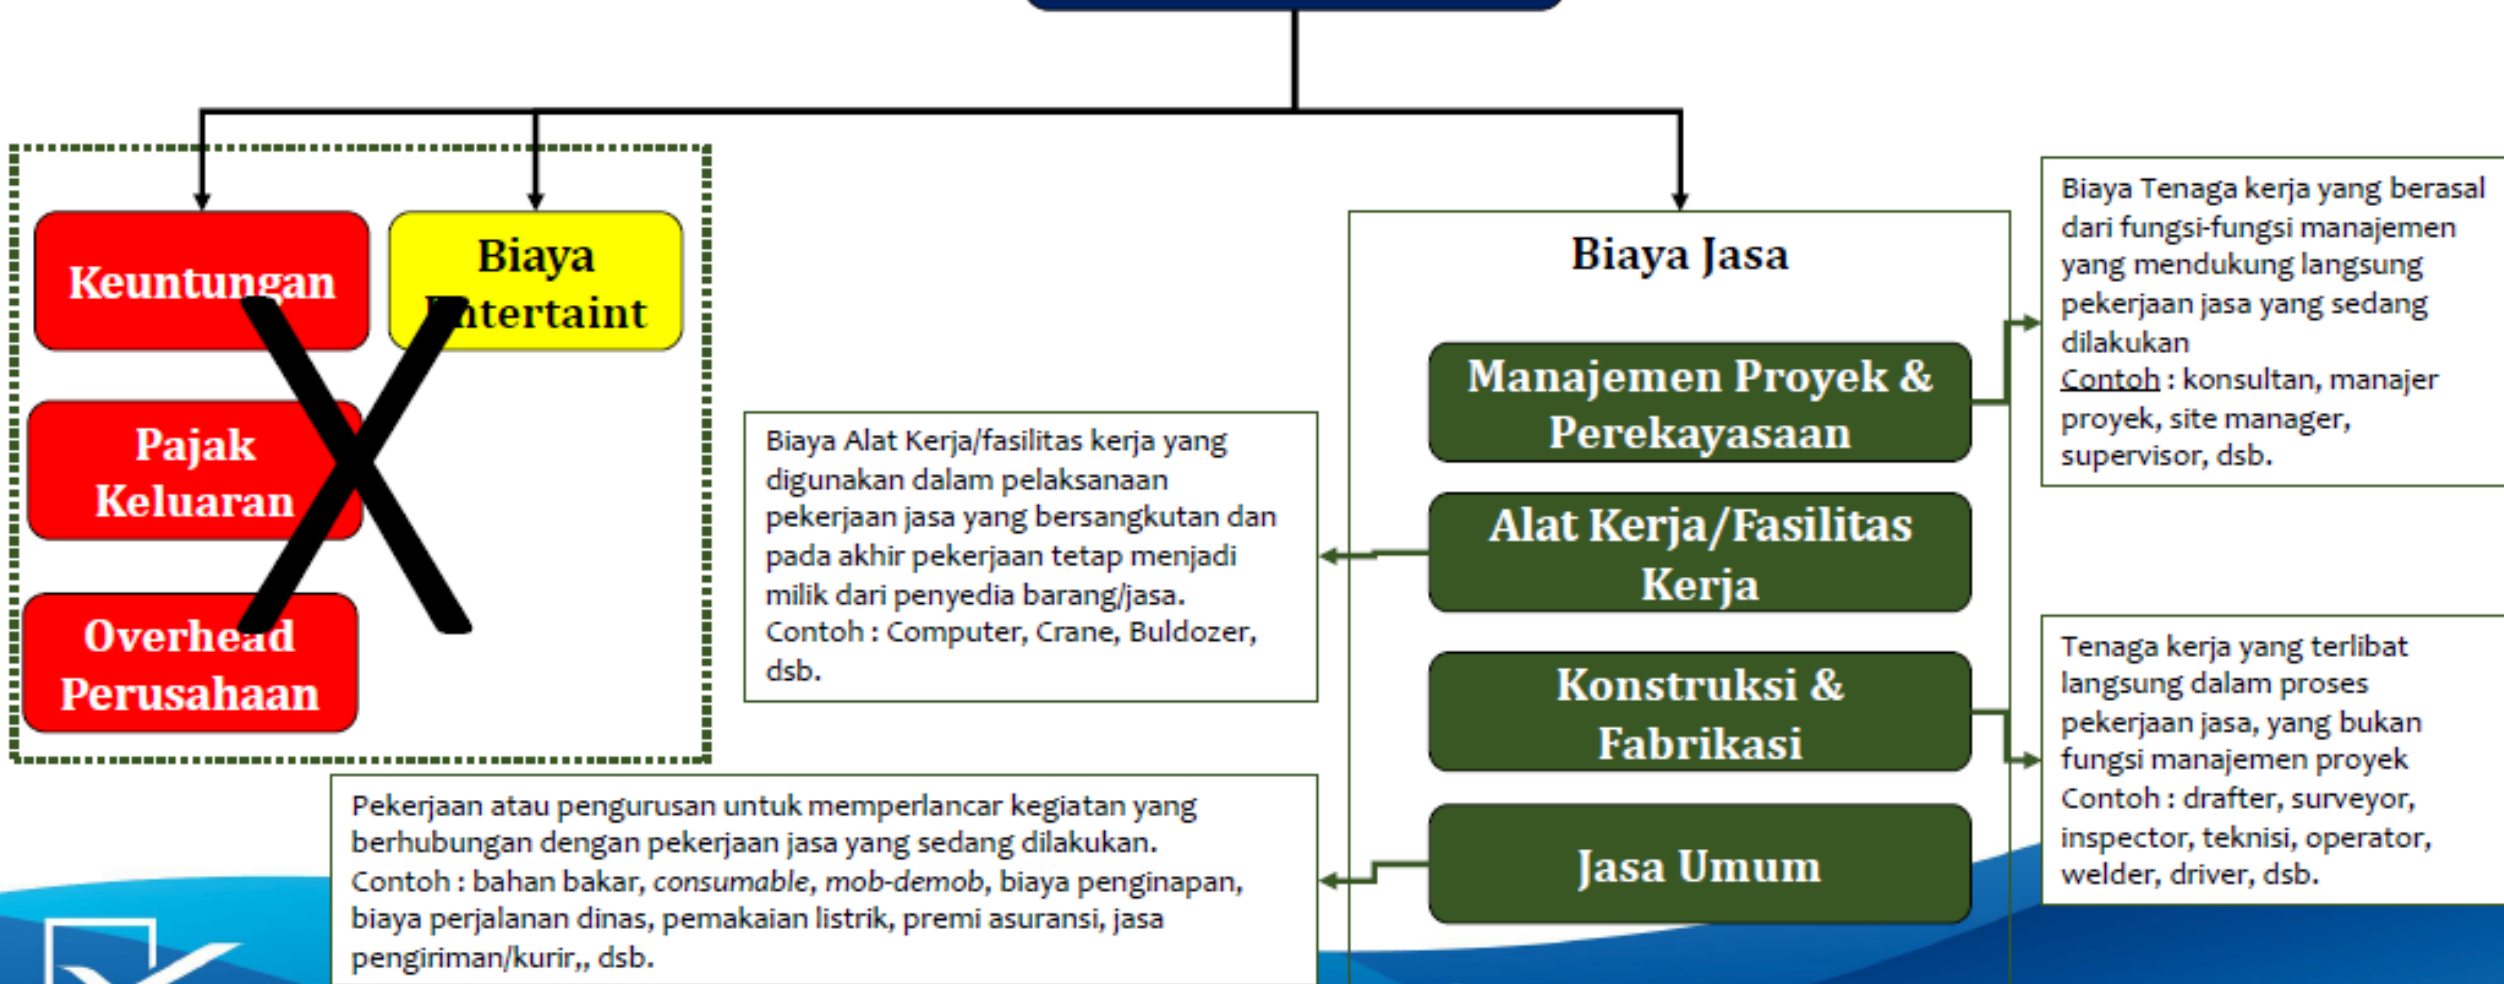 Keuntungan
Biaya
Entertaint
Pajak
Keluaran
Overhead
Perusahaan
Biaya Alat Kerja/fasilitas kerja yang
digunakan dalam pelaksanaan
pekerjaan jasa yang bersangkutan dan
pada akhir pekerjaan tetap menjadi
milik dari penyedia barang/jasa.
Contoh : Computer, Crane, Buldozer,
dsb.
Pekerjaan atau pengurusan untuk memperlancar kegiatan yang
berhubungan dengan pekerjaan jasa yang sedang dilakukan.
Contoh : bahan bakar, consumable, mob-demob, biaya penginapan,
biaya perjalanan dinas, pemakaian listrik, premi asuransi, jasa
pengiriman/kurir,, dsb.
Biaya Jasa
Manajemen Proyek &
Perekayasaan
Alat Kerja/Fasilitas
Kerja
Konstruksi &
Fabrikasi
Jasa Umum
Biaya Tenaga kerja yang berasal
dari fungsi-fungsi manajemen
yang mendukung langsung
pekerjaan jasa yang sedang
dilakukan
Contoh : konsultan, manajer
proyek, site manager,
supervisor, dsb.
Tenaga kerja yang terlibat
langsung dalam proses
pekerjaan jasa, yang bukan
fungsi manajemen proyek
Contoh : drafter, surveyor,
inspector, teknisi, operator,
welder, driver, dsb.